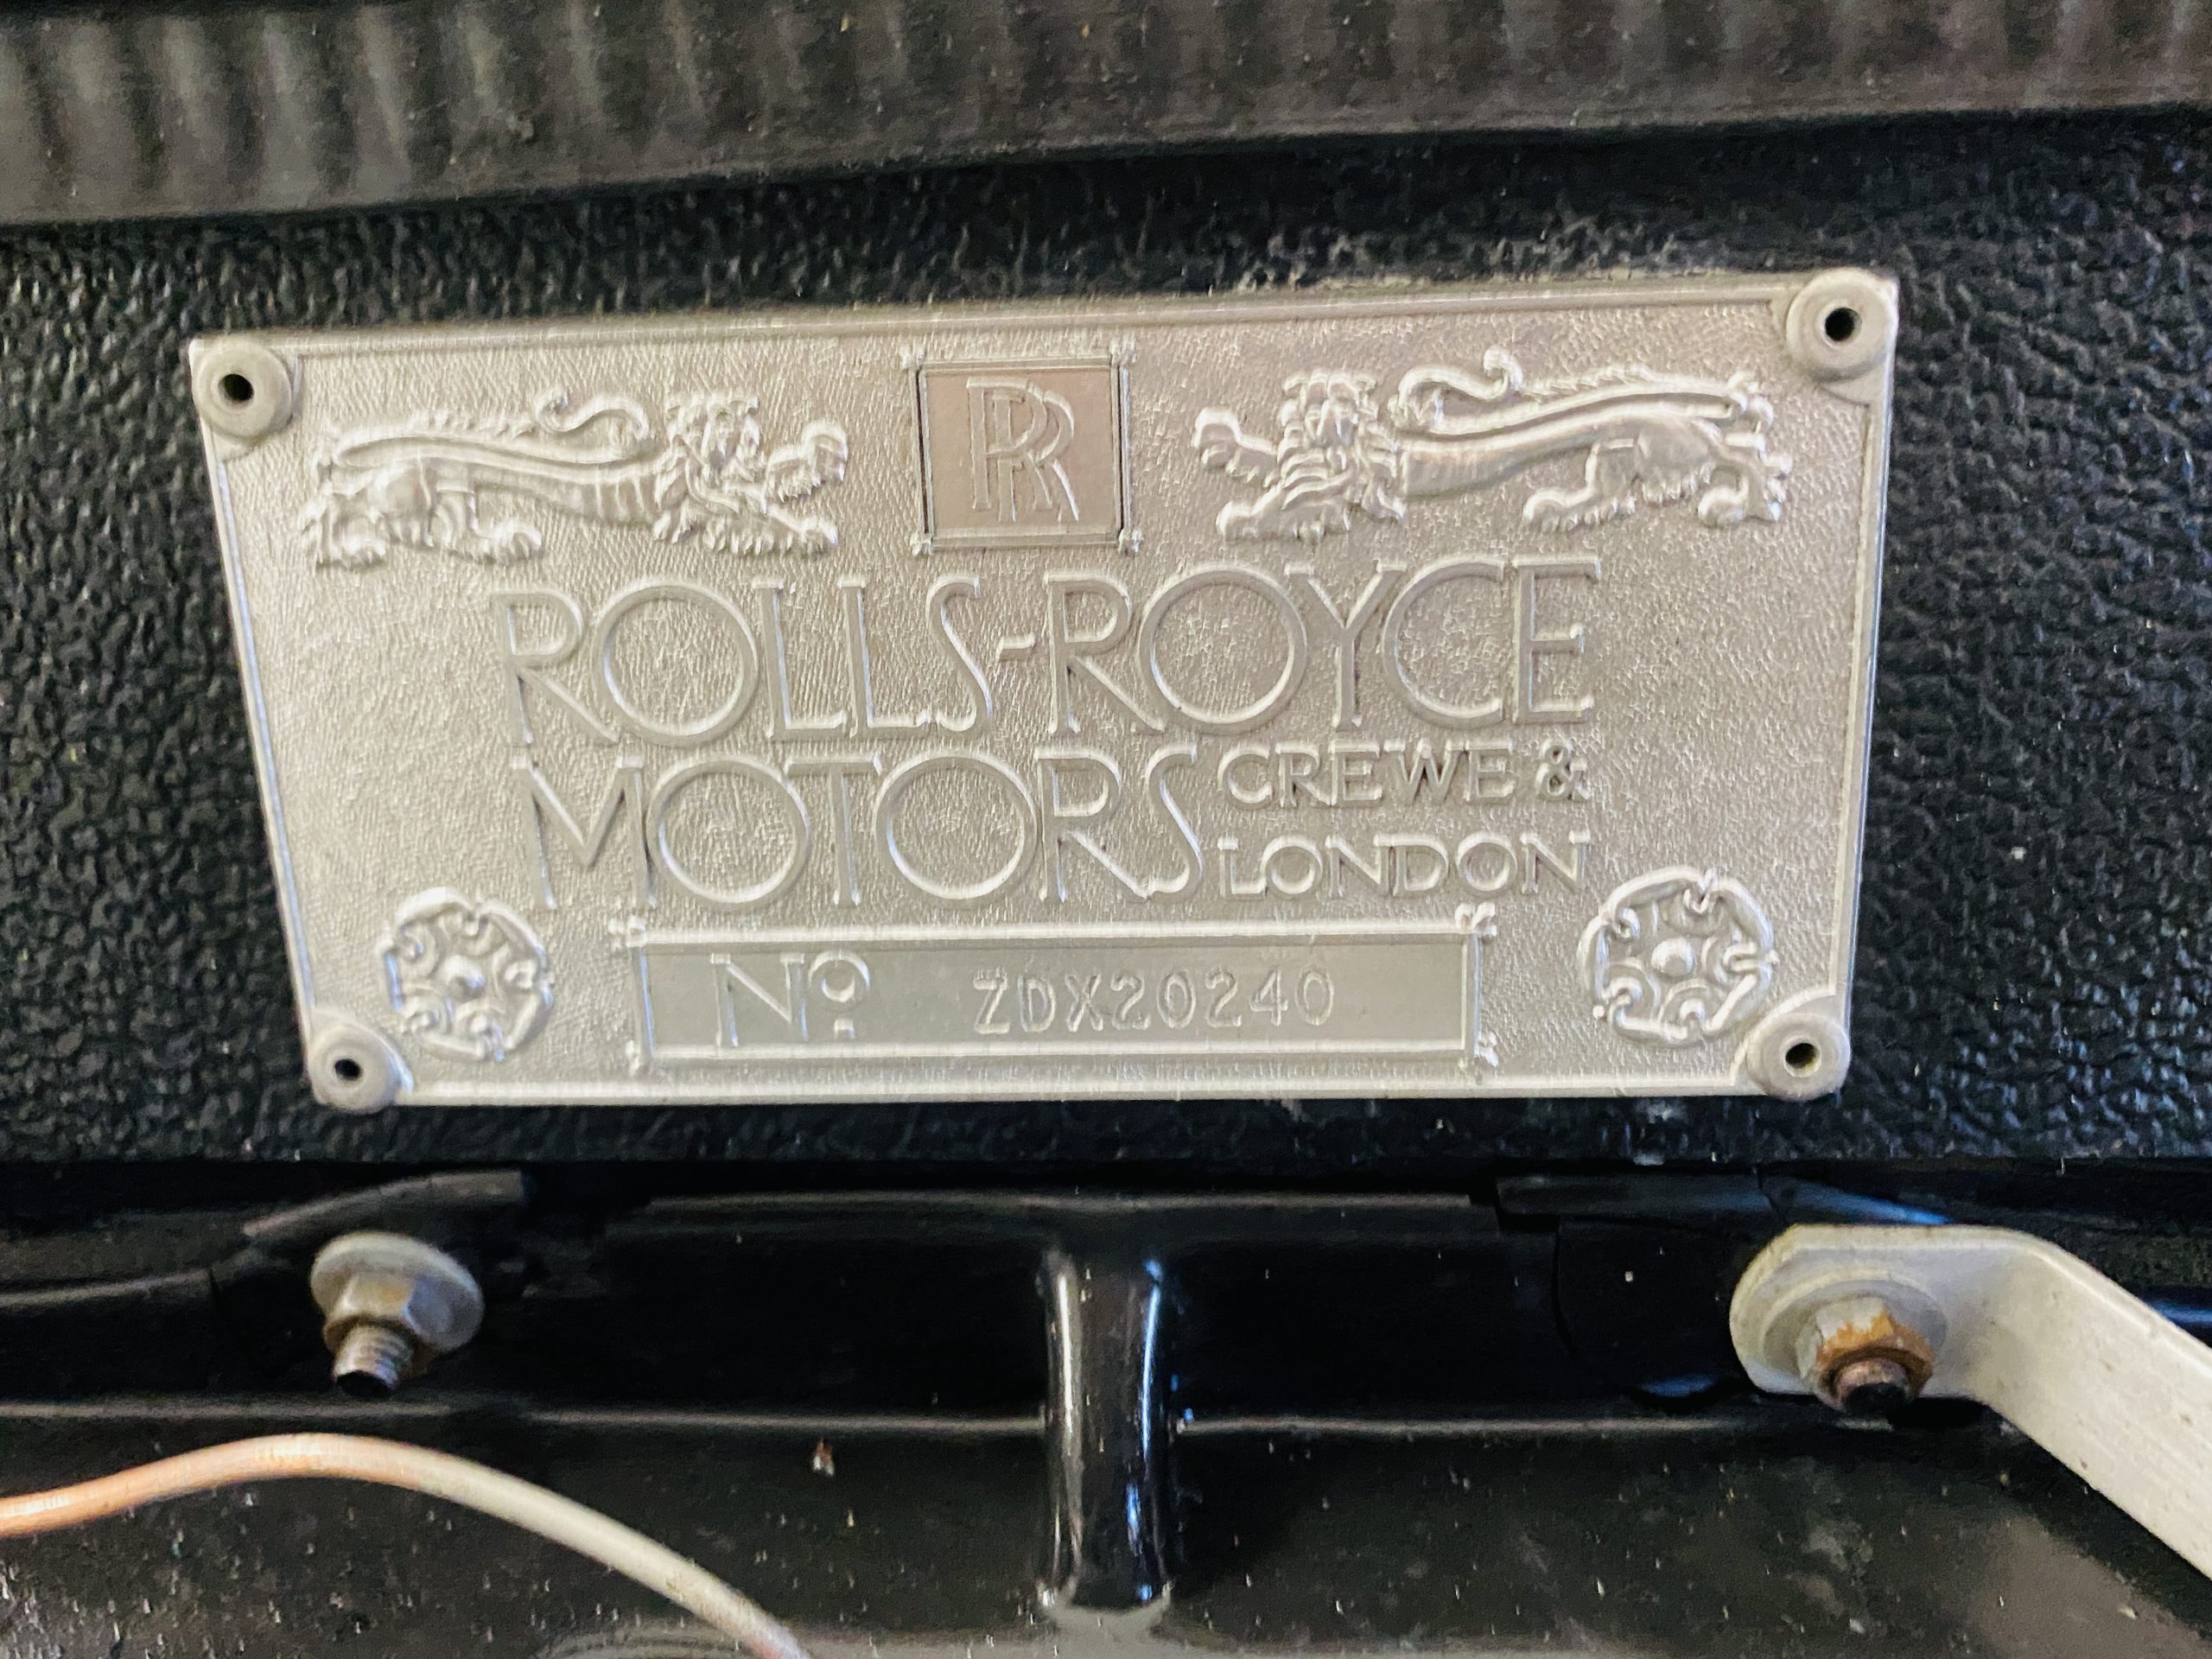 RR
ROLLS-ROYCE
MOTORS CREWE &
LONDON
Nº ZDX20240